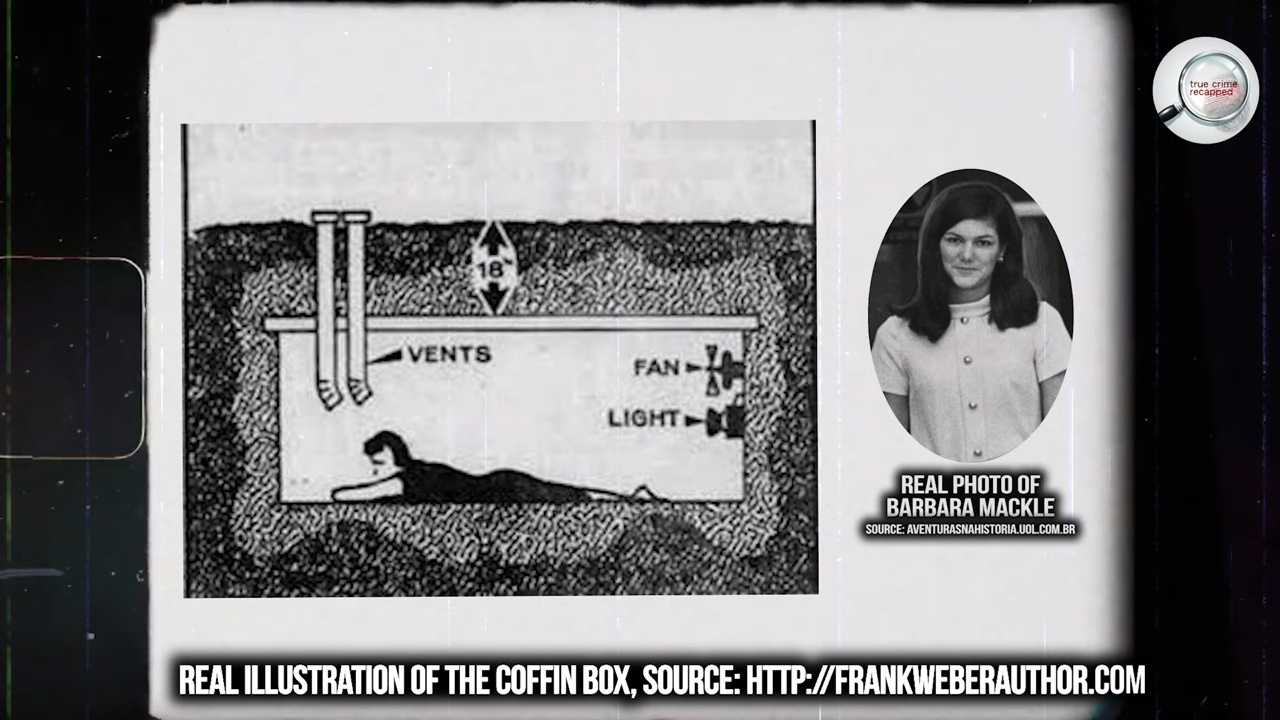 true crime
recapped
18"
VENTS
FAN
LIGHT
REAL PHOTO OF
BARBARA MACKLE
SOURCE: AVENTURASNAHISTORIA.UOL.COM.BR
REAL ILLUSTRATION OF THE COFFIN BOX, SOURCE: HTTP://FRANKWEBERAUTHOR.COM